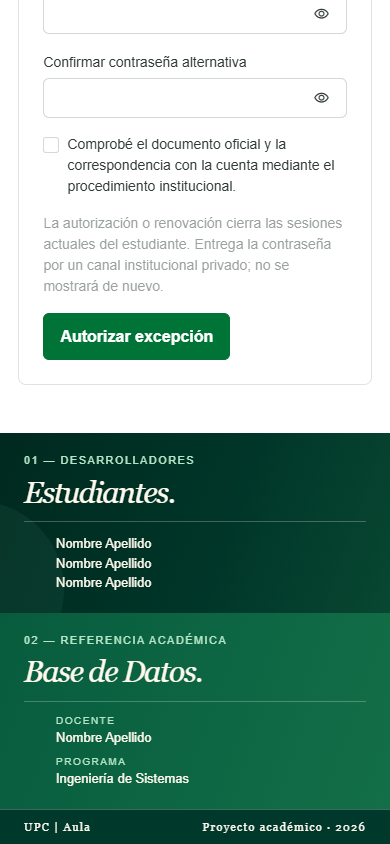 Confirmar contraseña alternativa
Comprobé el documento oficial y la
correspondencia con la cuenta mediante el
procedimiento institucional.
La autorización o renovación cierra las sesiones
actuales del estudiante. Entrega la contraseña
por un canal institucional privado; no se
mostrará de nuevo.
Autorizar excepción
01 — DESARROLLADORES
Estudiantes.
Nombre Apellido
Nombre Apellido
Nombre Apellido
02 — REFERENCIA ACADÉMICA
Base de Datos.
DOCENTE
Nombre Apellido
PROGRAMA
Ingeniería de Sistemas
UPC | Aula
Proyecto académico · 2026